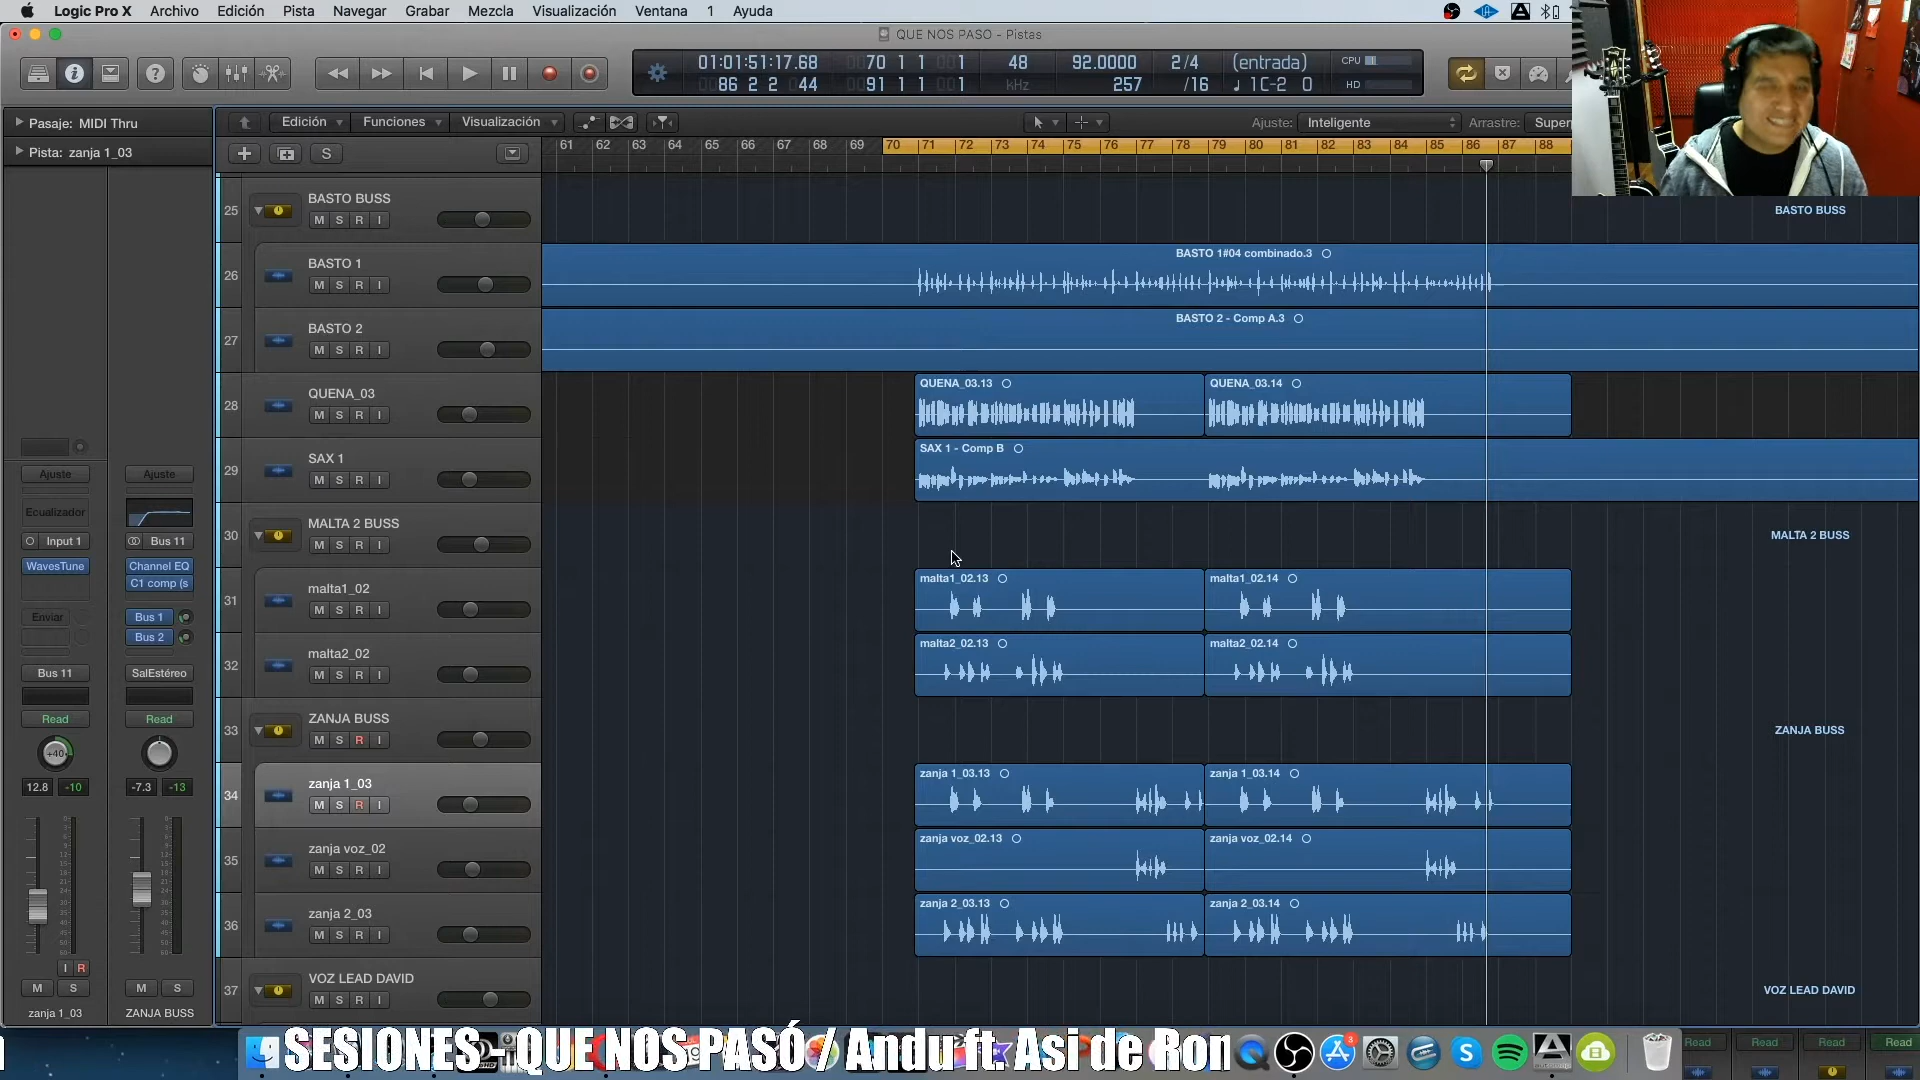 Logic Pro X Archivo Edición Pista Navegar Grabar Mezcla Visualización Ventana 1 Ayuda
QUE NOS PASO - Pistas
01:01:51:17.68 70 1 1 1 48 92.0000 2/4 (entrada) CPU
86 2 2 44 91 1 1 1 kHz 257 /16 1C-2 0 HD
Pasaje: MIDI Thru
Edición Funciones Visualización Ajuste: Inteligente Arrastre: Super
Pista: zanja 1_03
S
61 62 63 64 65 66 67 68 69 70 71 72 73 74 75 76 77 78 79 80 81 82 83 84 85 86 87 88
25 BASTO BUSS
M S R I
BASTO BUSS
26 BASTO 1
M S R I
BASTO 1#04 combinado.3
27 BASTO 2
M S R I
BASTO 2 - Comp A.3
28 QUENA_03
M S R I
QUENA_03.13 QUENA_03.14
29 SAX 1
M S R I
SAX 1 - Comp B
30 MALTA 2 BUSS
M S R I
MALTA 2 BUSS
31 malta1_02
M S R I
malta1_02.13 malta1_02.14
32 malta2_02
M S R I
malta2_02.13 malta2_02.14
33 ZANJA BUSS
M S R I
ZANJA BUSS
34 zanja 1_03
M S R I
zanja 1_03.13 zanja 1_03.14
35 zanja voz_02
M S R I
zanja voz_02.13 zanja voz_02.14
36 zanja 2_03
M S R I
zanja 2_03.13 zanja 2_03.14
37 VOZ LEAD DAVID
M S R I
VOZ LEAD DAVID
Ajuste Ajuste
Ecualizador
Input 1 Bus 11
WavesTune Channel EQ
C1 comp (s
Enviar Bus 1
Bus 2
Bus 11 SalEstéreo
Read Read
+40
12.8 -10 -7.3 -13
I R
M S M S
zanja 1_03 ZANJA BUSS
SESIONES - QUE NOS PASÓ / Andu ft. Asi de Ror
Read Read Read Read